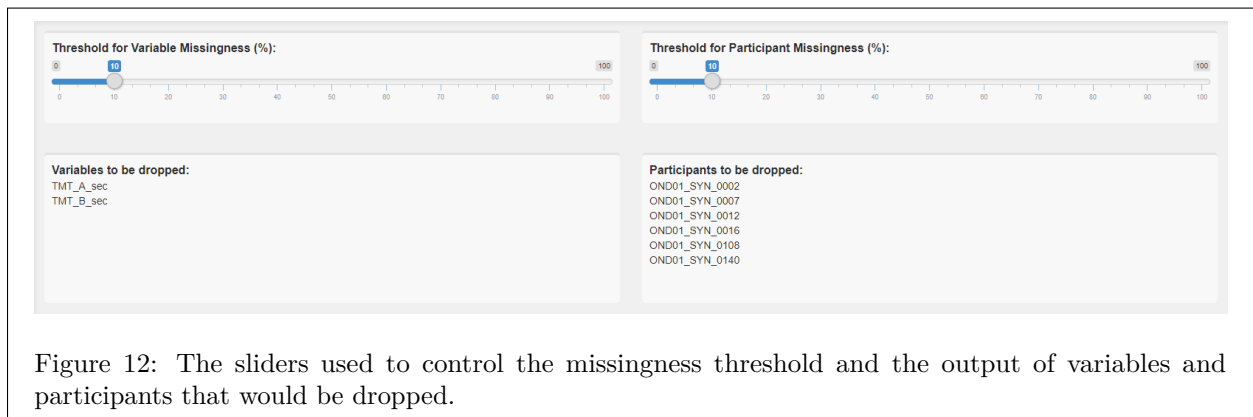 Threshold for Variable Missingness (%):
0 10 100
0 10 20 30 40 50 60 70 80 90 100
Variables to be dropped:
TMT_A_sec
TMT_B_sec
Threshold for Participant Missingness (%):
0 10 100
0 10 20 30 40 50 60 70 80 90 100
Participants to be dropped:
OND01_SYN_0002
OND01_SYN_0007
OND01_SYN_0012
OND01_SYN_0016
OND01_SYN_0108
OND01_SYN_0140
Figure 12: The sliders used to control the missingness threshold and the output of variables and
participants that would be dropped.